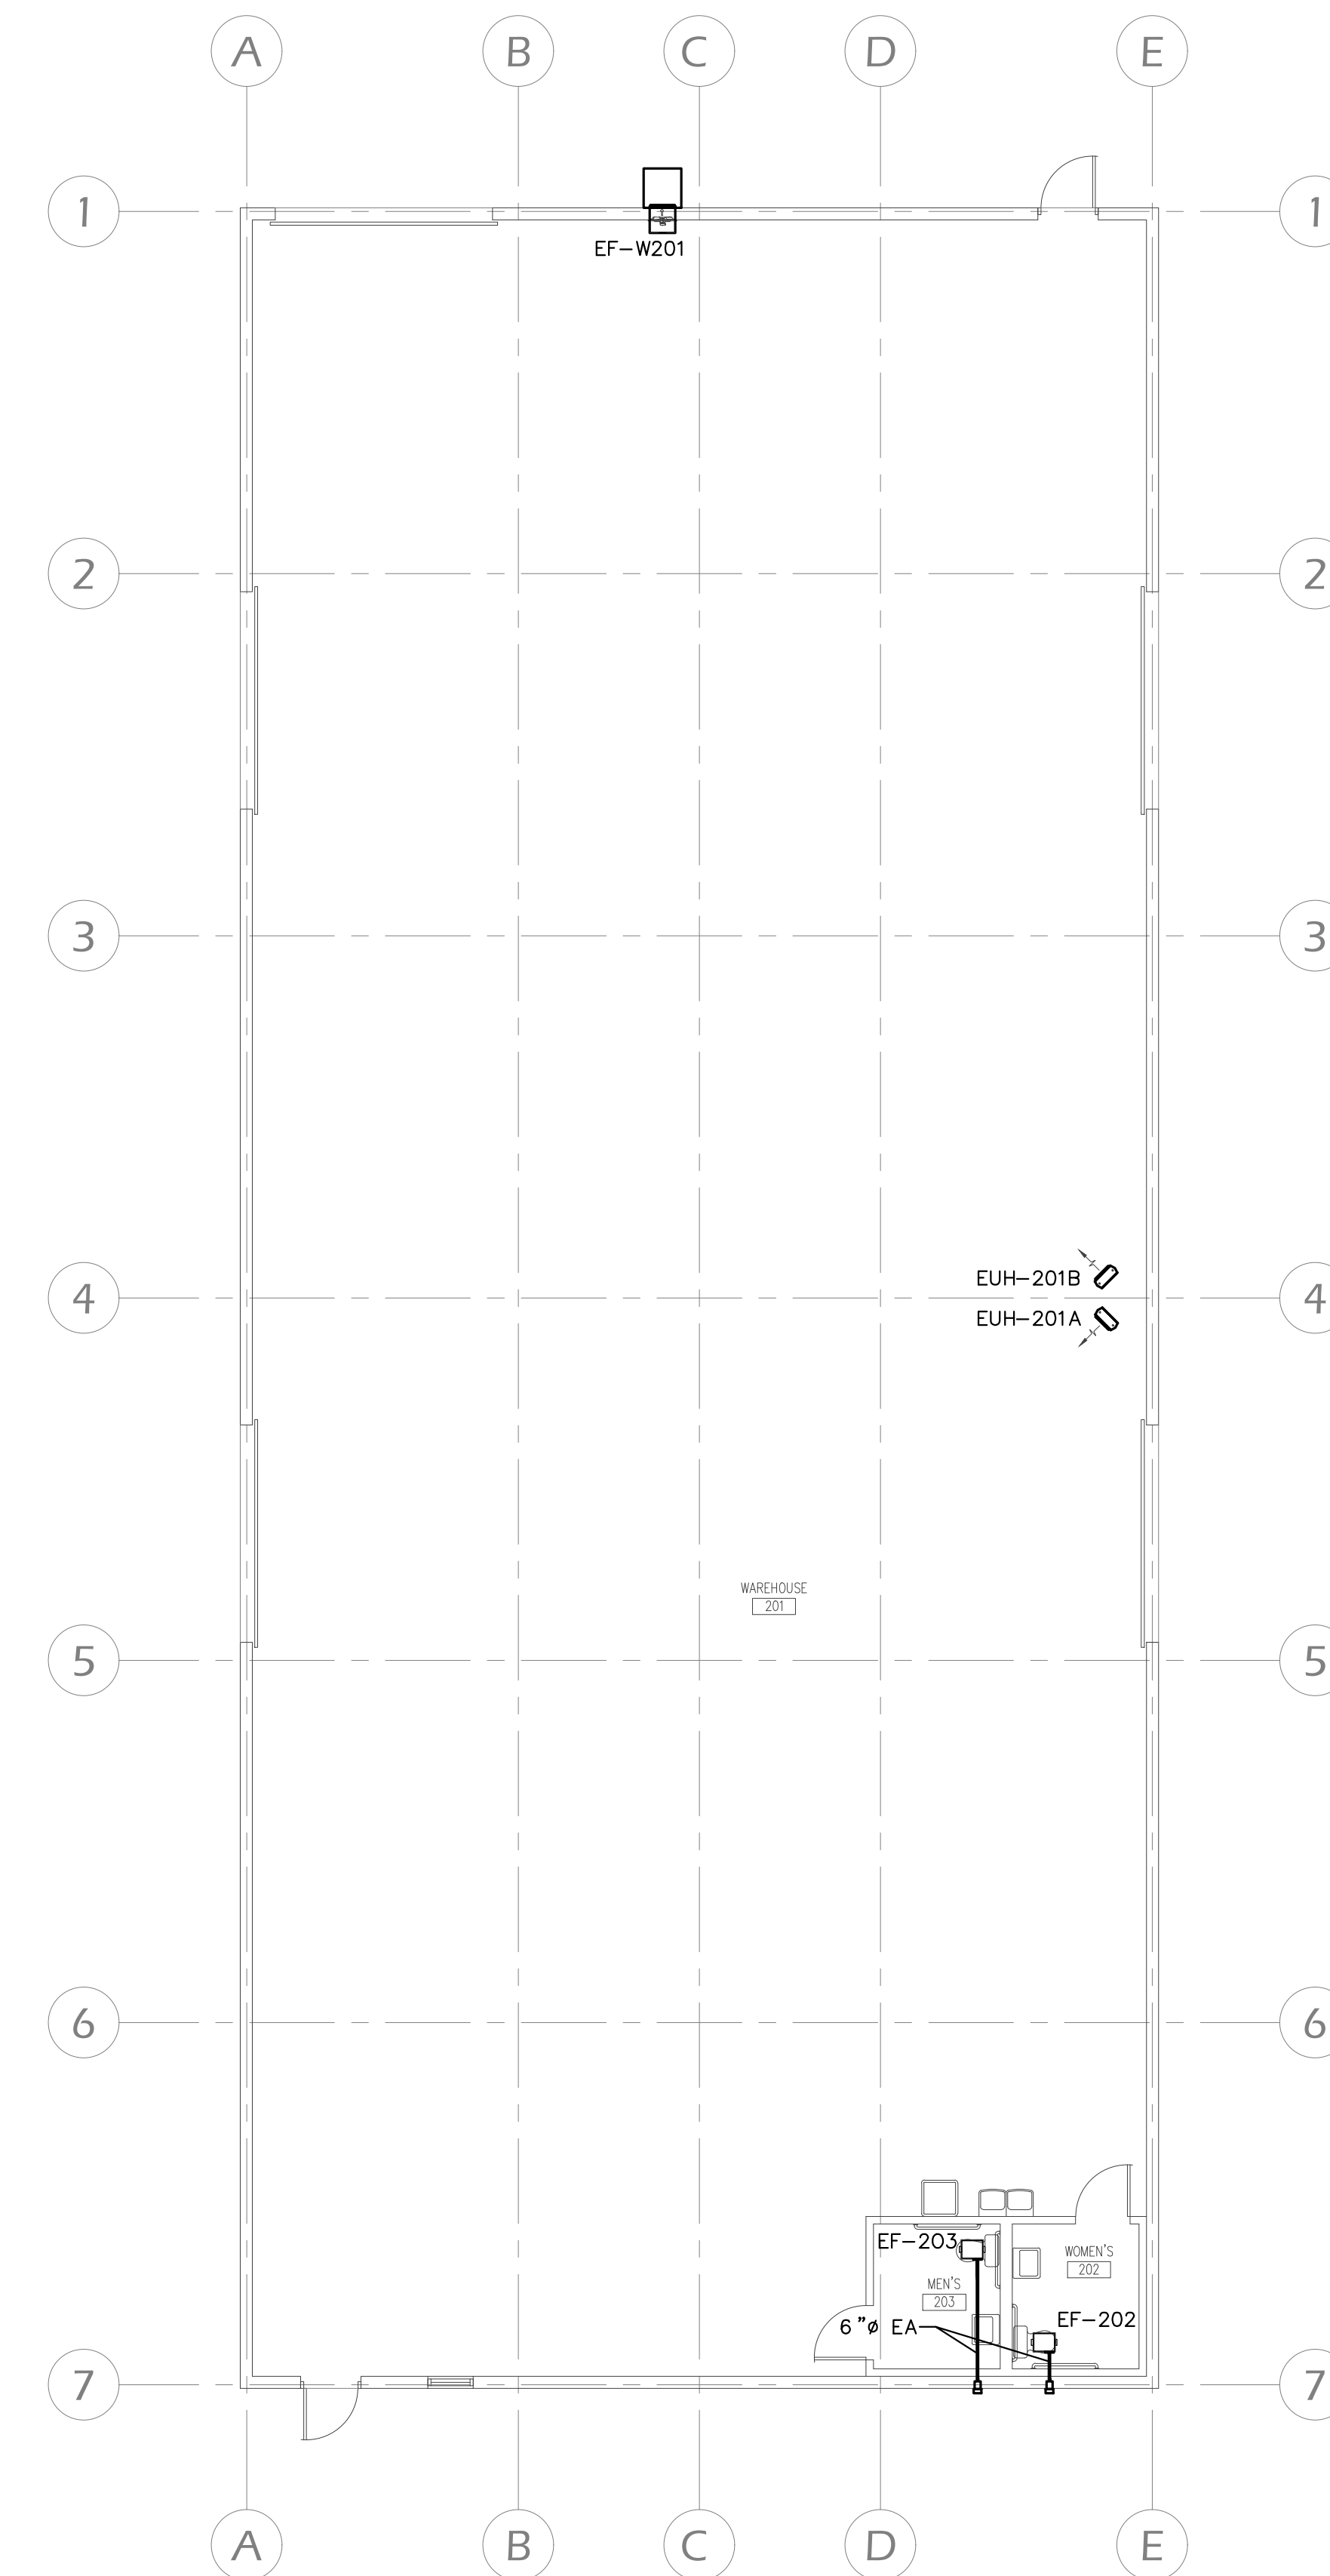 A B C D E
1 1
EF-W201
2 2
3 3
EUH-201B
4 4
EUH-201A
WAREHOUSE
201
5 5
6 6
EF-203
WOMEN'S
202
MEN'S
203
EF-202
6"ø EA
7 7
A B C D E